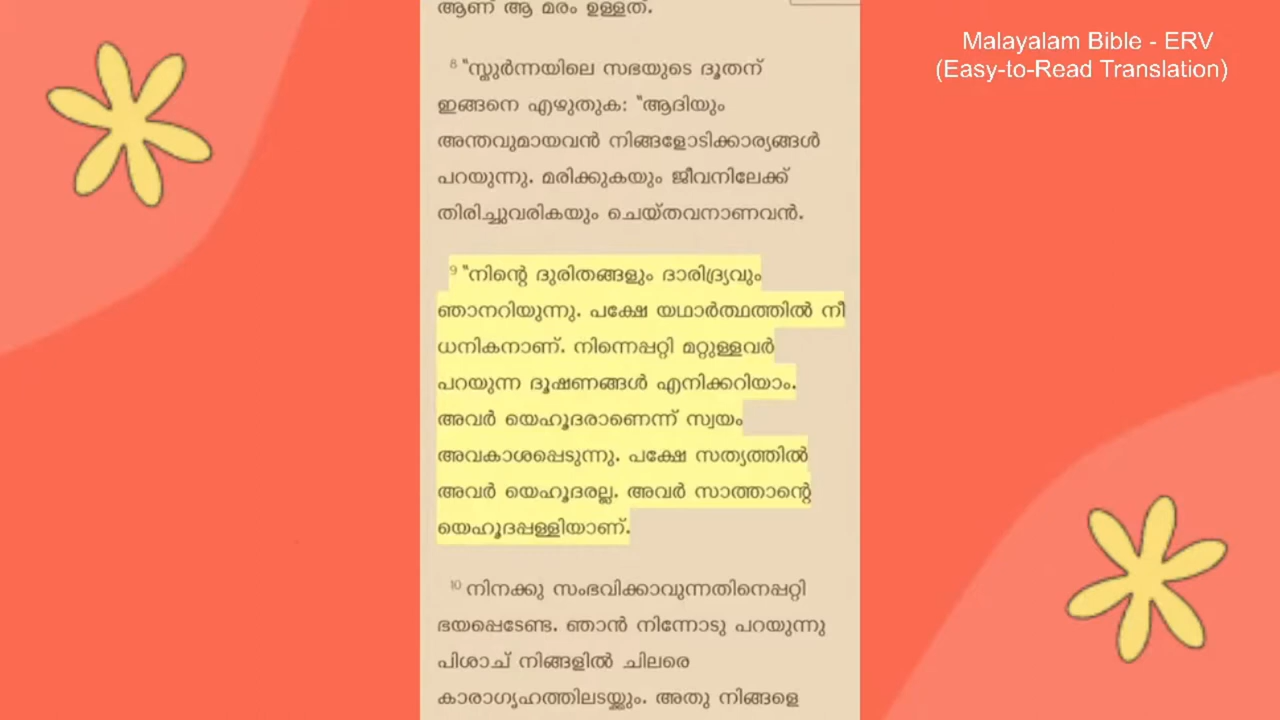 ആണ് ആ മരം ഉള്ളത്.
Malayalam Bible - ERV
(Easy-to-Read Translation)
8 "സ്മുർന്നയിലെ സഭയുടെ ദൂതന്
ഇങ്ങനെ എഴുതുക: "ആദിയും
അന്തവുമായവൻ നിങ്ങളോടിക്കാര്യങ്ങൾ
പറയുന്നു. മരിക്കുകയും ജീവനിലേക്ക്
തിരിച്ചുവരികയും ചെയ്തവനാണവൻ.
9 "നിന്റെ ദുരിതങ്ങളും ദാരിദ്ര്യവും
ഞാനറിയുന്നു. പക്ഷേ യഥാർത്ഥത്തിൽ നീ
ധനികനാണ്. നിന്നെപ്പറ്റി മറ്റുള്ളവർ
പറയുന്ന ദൂഷണങ്ങൾ എനിക്കറിയാം.
അവർ യെഹൂദരാണെന്ന് സ്വയം
അവകാശപ്പെടുന്നു. പക്ഷേ സത്യത്തിൽ
അവർ യെഹൂദരല്ല. അവർ സാത്താന്റെ
യെഹൂദപ്പള്ളിയാണ്.
10 നിനക്കു സംഭവിക്കാവുന്നതിനെപ്പറ്റി
ഭയപ്പെടേണ്ട. ഞാൻ നിന്നോടു പറയുന്നു
പിശാച് നിങ്ങളിൽ ചിലരെ
കാരാഗൃഹത്തിലടയ്ക്കും. അതു നിങ്ങളെ